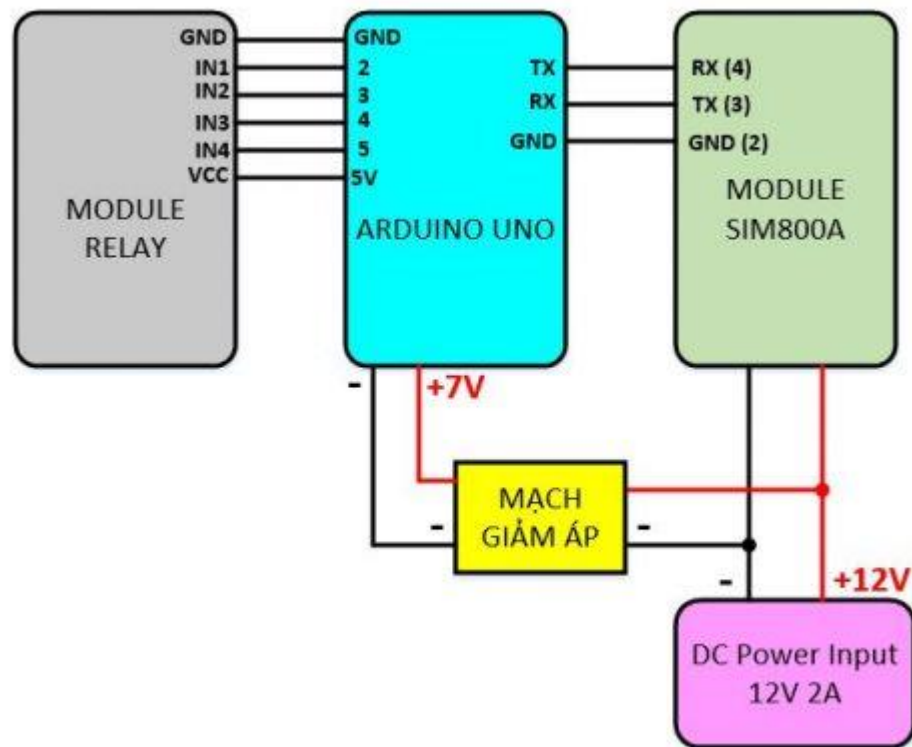 GND
IN1
IN2
IN3
IN4
VCC
MODULE
RELAY
GND
2
3
4
5
5V
TX
RX
GND
ARDUINO UNO
RX (4)
TX (3)
GND (2)
MODULE
SIM800A
-
+7V
MẠCH
GIẢM ÁP
-
-
-
+12V
DC Power Input
12V 2A